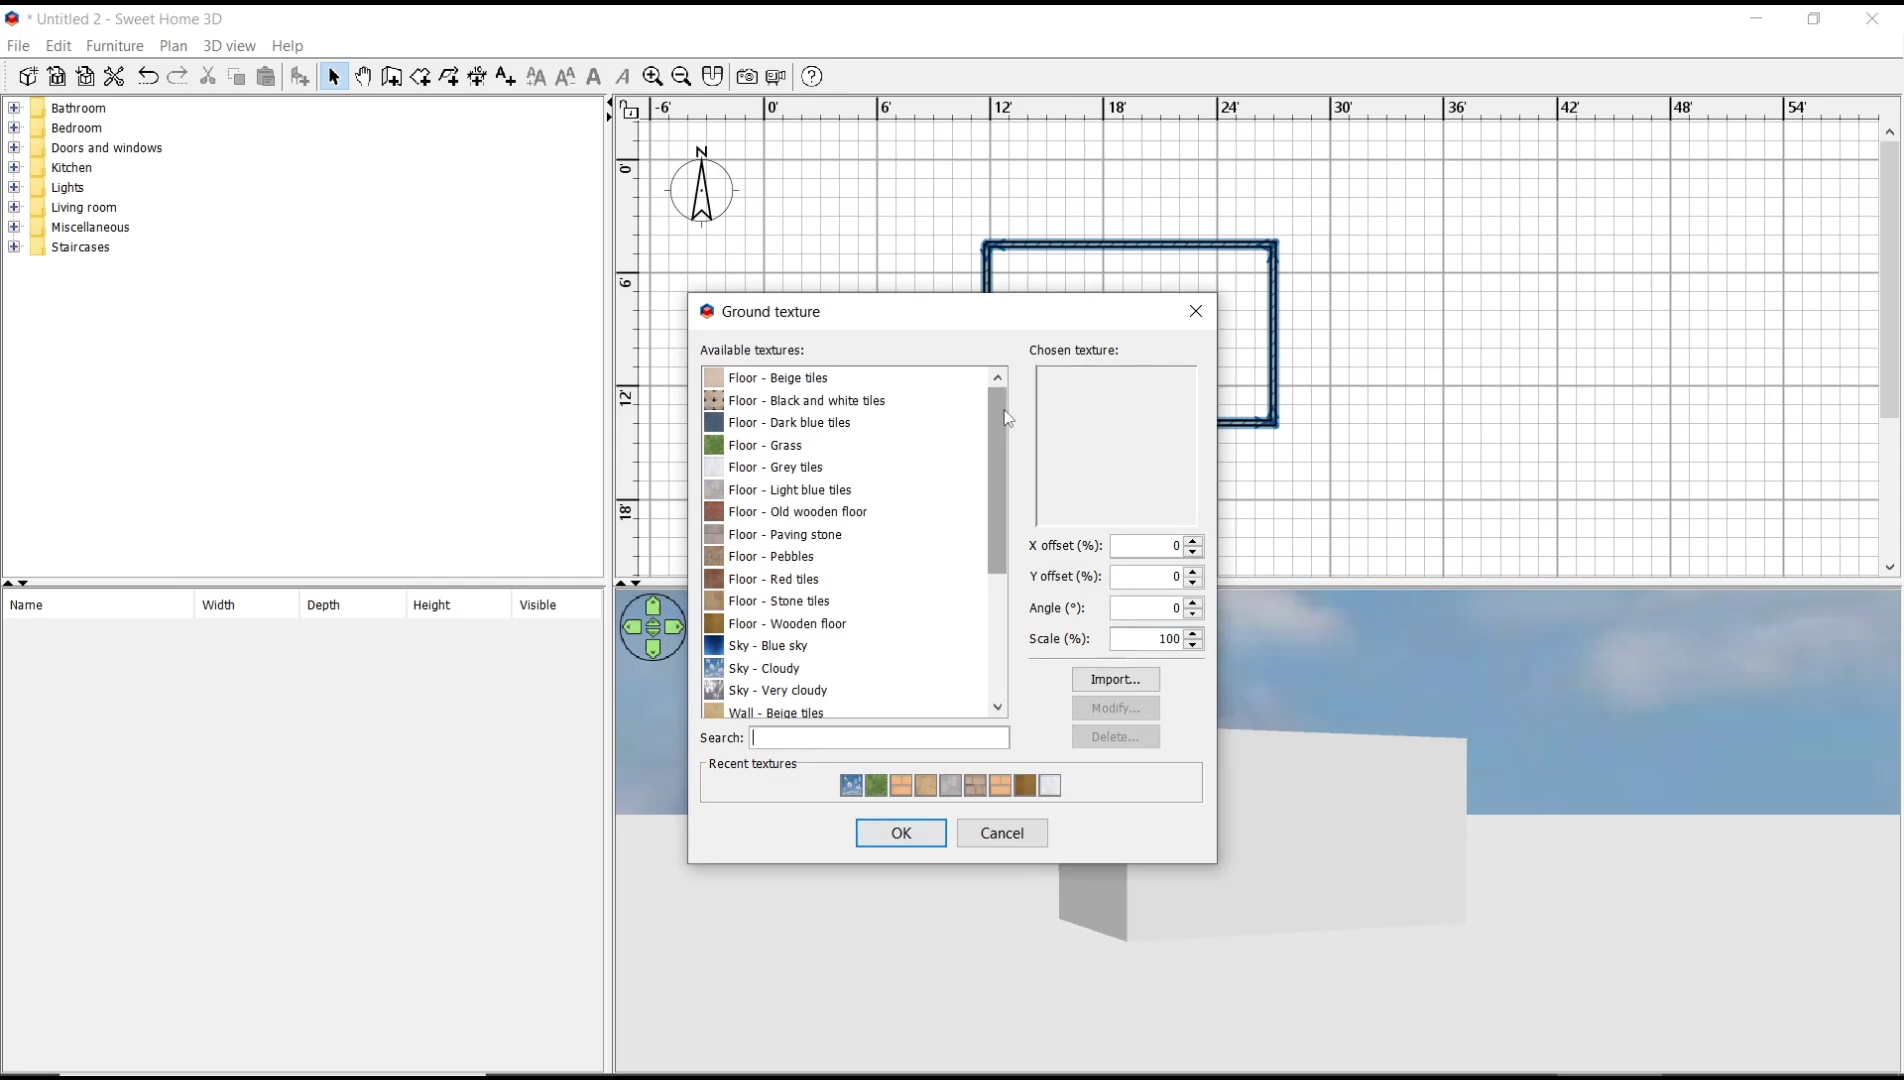 * Untitled 2 - Sweet Home 3D
File Edit Furniture Plan 3D view Help
Bathroom
Bedroom
Doors and windows
Kitchen
Lights
Living room
Miscellaneous
Staircases
-6' 0' 6' 12' 18' 24' 30' 36' 42' 48' 54'
0'
6'
12'
18'
N
Name Width Depth Height Visible
Ground texture
Available textures:
Floor - Beige tiles
Floor - Black and white tiles
Floor - Dark blue tiles
Floor - Grass
Floor - Grey tiles
Floor - Light blue tiles
Floor - Old wooden floor
Floor - Paving stone
Floor - Pebbles
Floor - Red tiles
Floor - Stone tiles
Floor - Wooden floor
Sky - Blue sky
Sky - Cloudy
Sky - Very cloudy
Wall - Beige tiles
Search:
Chosen texture:
X offset (%): 0
Y offset (%): 0
Angle (°): 0
Scale (%): 100
Import...
Modify...
Delete...
Recent textures
OK Cancel